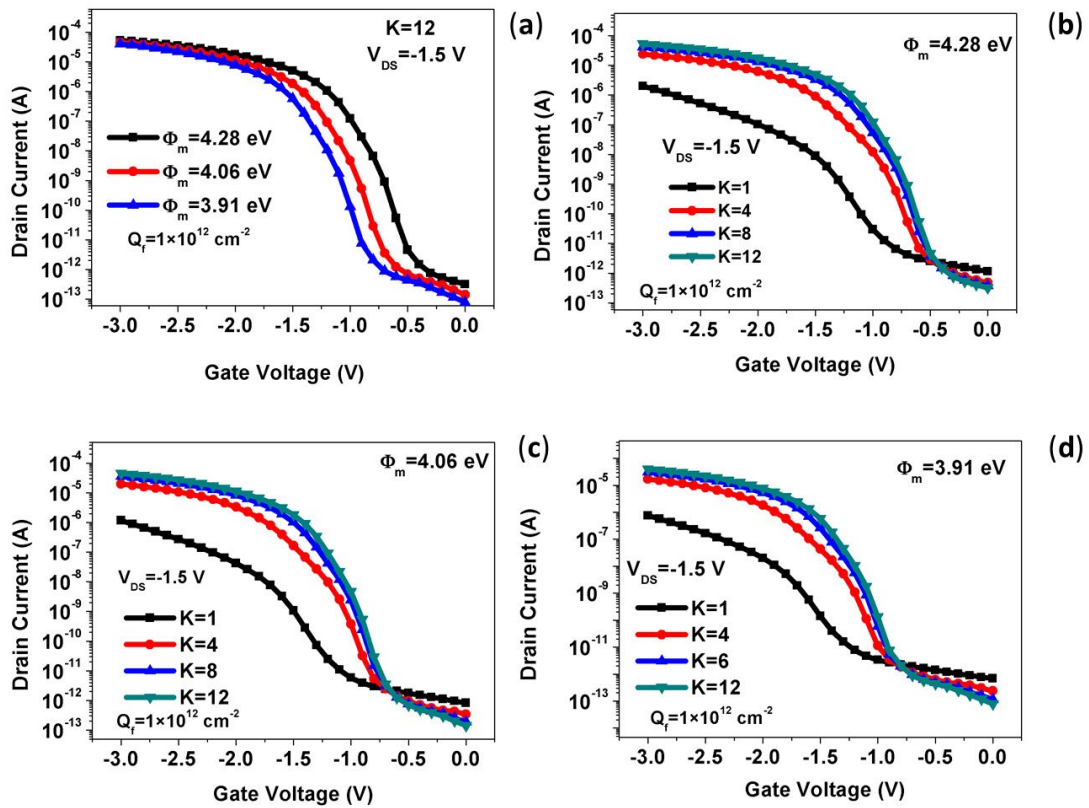 (a)
K=12
V_DS=-1.5 V
Φ_m=4.28 eV
Φ_m=4.06 eV
Φ_m=3.91 eV
Q_f=1×10^12 cm^-2
10^-4
10^-5
10^-6
10^-7
10^-8
10^-9
10^-10
10^-11
10^-12
10^-13
Drain Current (A)
-3.0 -2.5 -2.0 -1.5 -1.0 -0.5 0.0
Gate Voltage (V)
(b)
Φ_m=4.28 eV
V_DS=-1.5 V
K=1
K=4
K=8
K=12
Q_f=1×10^12 cm^-2
10^-4
10^-5
10^-6
10^-7
10^-8
10^-9
10^-10
10^-11
10^-12
10^-13
Drain Current (A)
-3.0 -2.5 -2.0 -1.5 -1.0 -0.5 0.0
Gate Voltage (V)
(c)
Φ_m=4.06 eV
V_DS=-1.5 V
K=1
K=4
K=8
K=12
Q_f=1×10^12 cm^-2
10^-4
10^-5
10^-6
10^-7
10^-8
10^-9
10^-10
10^-11
10^-12
10^-13
Drain Current (A)
-3.0 -2.5 -2.0 -1.5 -1.0 -0.5 0.0
Gate Voltage (V)
(d)
Φ_m=3.91 eV
V_DS=-1.5 V
K=1
K=4
K=6
K=12
Q_f=1×10^12 cm^-2
10^-5
10^-7
10^-9
10^-11
10^-13
Drain Current (A)
-3.0 -2.5 -2.0 -1.5 -1.0 -0.5 0.0
Gate Voltage (V)